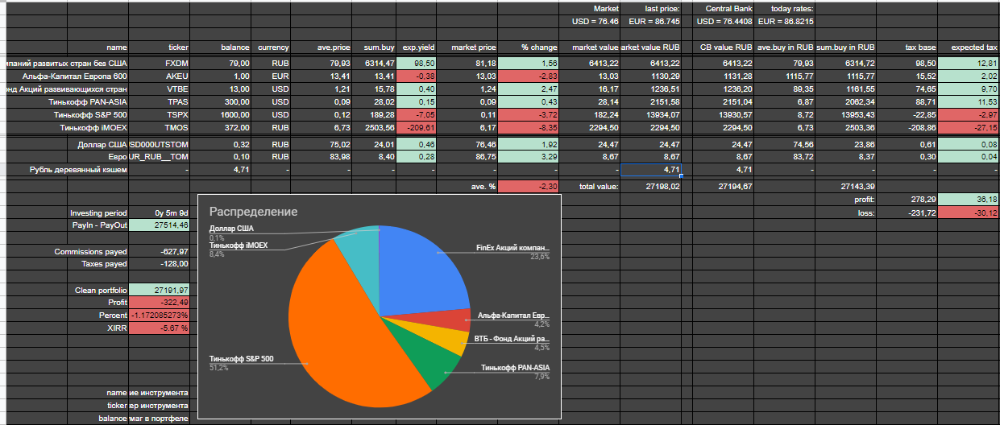 Market last price: Central Bank today rates:
USD = 76.46 EUR = 86.745 USD = 76.4408 EUR = 86.8215
name ticker balance currency ave.price sum.buy exp.yield market price % change market value arket value RUB CB value RUB ave.buy in RUB sum.buy in RUB tax base expected tax
мпаний развитых стран без США FXDM 79,00 RUB 79,93 6314,47 98,50 81,18 1,56 6413,22 6413,22 6413,22 79,93 6314,72 98,50 12,81
Альфа-Капитал Европа 600 AKEU 1,00 EUR 13,41 13,41 -0,38 13,03 -2,83 13,03 1130,29 1131,28 1115,77 1115,77 15,52 2,02
онд Акций развивающихся стран VTBE 13,00 USD 1,21 15,78 0,40 1,24 2,47 16,17 1236,51 1236,20 89,35 1161,55 74,65 9,70
Тинькофф PAN-ASIA TPAS 300,00 USD 0,09 28,02 0,15 0,09 0,43 28,14 2151,58 2151,04 6,87 2062,34 88,71 11,53
Тинькофф S&P 500 TSPX 1600,00 USD 0,12 189,28 -7,05 0,11 -3,72 182,24 13934,07 13930,57 8,72 13953,43 -22,85 -2,97
Тинькофф iMOEX TMOS 372,00 RUB 6,73 2503,56 -209,61 6,17 -8,35 2294,50 2294,50 2294,50 6,73 2503,36 -208,86 -27,15
Доллар США SD000UTSTOM 0,32 RUB 75,02 24,01 0,46 76,46 1,92 24,47 24,47 24,47 74,56 23,86 0,61 0,08
Евро UR_RUB__TOM 0,10 RUB 83,98 8,40 0,28 86,75 3,29 8,67 8,67 8,67 83,72 8,37 0,30 0,04
Рубль деревянный кэшем - 4,71 - - - - - - - 4,71 4,71 - - - -
ave. % -2,30 total value: 27198,02 27194,67 27143,39
profit: 278,29 36,18
loss: -231,72 -30,12
Investing period 0y 5m 9d
PayIn - PayOut 27514,46
Commissions payed -627,97
Taxes payed -128,00
Clean portfolio 27191,97
Profit -322,49
Percent -1.172085273%
XIRR -5.67 %
name ие инструмента
ticker ер инструмента
balance маг в портфеле
Распределение
Доллар США
0,1%
Тинькофф iMOEX
8,4%
FinEx Акций компан...
23,6%
Альфа-Капитал Евр...
4,2%
ВТБ - Фонд Акций ра...
4,5%
Тинькофф S&P 500
51,2%
Тинькофф PAN-ASIA
7,9%